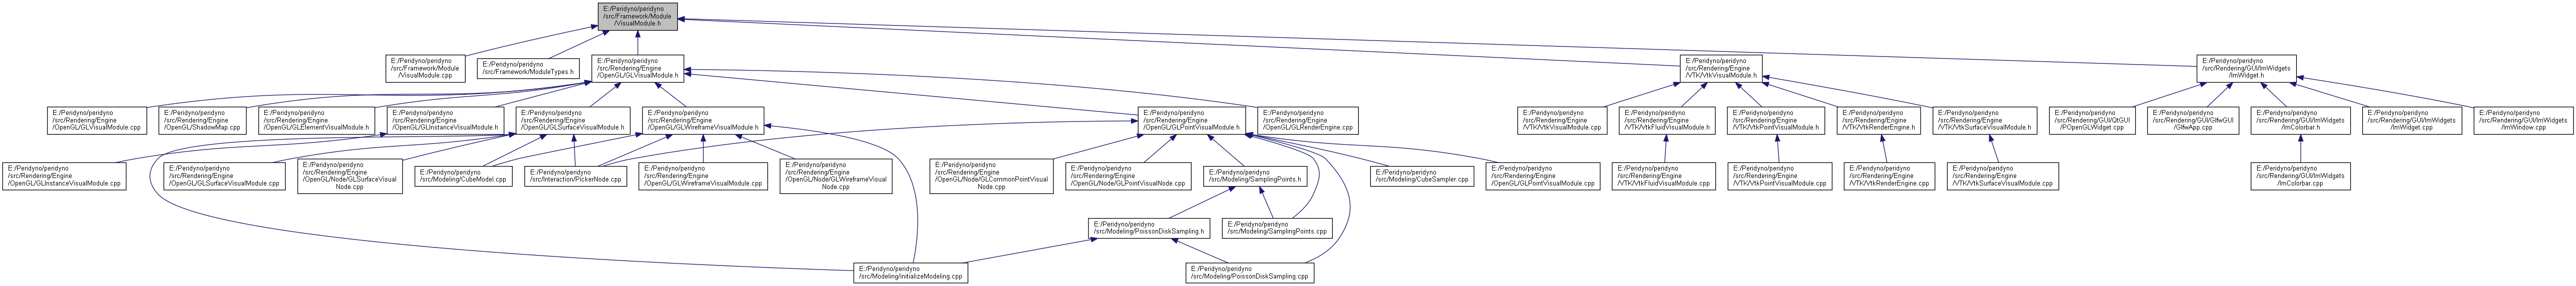 E:/Peridyno/peridyno
/src/Framework/Module
/VisualModule.h
E:/Peridyno/peridyno
/src/Framework/Module
/VisualModule.cpp
E:/Peridyno/peridyno
/src/Framework/ModuleTypes.h
E:/Peridyno/peridyno
/src/Rendering/Engine
/OpenGL/GLVisualModule.h
E:/Peridyno/peridyno
/src/Rendering/Engine
/VTK/VtkVisualModule.h
E:/Peridyno/peridyno
/src/Rendering/GUI/ImWidgets
/ImWidget.h
E:/Peridyno/peridyno
/src/Rendering/Engine
/OpenGL/GLVisualModule.cpp
E:/Peridyno/peridyno
/src/Rendering/Engine
/OpenGL/ShadowMap.cpp
E:/Peridyno/peridyno
/src/Rendering/Engine
/OpenGL/GLElementVisualModule.h
E:/Peridyno/peridyno
/src/Rendering/Engine
/OpenGL/GLInstanceVisualModule.h
E:/Peridyno/peridyno
/src/Rendering/Engine
/OpenGL/GLSurfaceVisualModule.h
E:/Peridyno/peridyno
/src/Rendering/Engine
/OpenGL/GLWireframeVisualModule.h
E:/Peridyno/peridyno
/src/Rendering/Engine
/OpenGL/GLPointVisualModule.h
E:/Peridyno/peridyno
/src/Rendering/Engine
/OpenGL/GLRenderEngine.cpp
E:/Peridyno/peridyno
/src/Rendering/Engine
/VTK/VtkVisualModule.cpp
E:/Peridyno/peridyno
/src/Rendering/Engine
/VTK/VtkFluidVisualModule.h
E:/Peridyno/peridyno
/src/Rendering/Engine
/VTK/VtkPointVisualModule.h
E:/Peridyno/peridyno
/src/Rendering/Engine
/VTK/VtkRenderEngine.h
E:/Peridyno/peridyno
/src/Rendering/Engine
/VTK/VtkSurfaceVisualModule.h
E:/Peridyno/peridyno
/src/Rendering/GUI/QtGUI
/POpenGLWidget.cpp
E:/Peridyno/peridyno
/src/Rendering/GUI/GlfwGUI
/GlfwApp.cpp
E:/Peridyno/peridyno
/src/Rendering/GUI/ImWidgets
/ImColorbar.h
E:/Peridyno/peridyno
/src/Rendering/GUI/ImWidgets
/ImWidget.cpp
E:/Peridyno/peridyno
/src/Rendering/GUI/ImWidgets
/ImWindow.cpp
E:/Peridyno/peridyno
/src/Rendering/Engine
/OpenGL/GLInstanceVisualModule.cpp
E:/Peridyno/peridyno
/src/Rendering/Engine
/OpenGL/GLSurfaceVisualModule.cpp
E:/Peridyno/peridyno
/src/Rendering/Engine
/OpenGL/Node/GLSurfaceVisual
Node.cpp
E:/Peridyno/peridyno
/src/Modeling/CubeModel.cpp
E:/Peridyno/peridyno
/src/Interaction/PickerNode.cpp
E:/Peridyno/peridyno
/src/Rendering/Engine
/OpenGL/GLWireframeVisualModule.cpp
E:/Peridyno/peridyno
/src/Rendering/Engine
/OpenGL/Node/GLWireframeVisual
Node.cpp
E:/Peridyno/peridyno
/src/Rendering/Engine
/OpenGL/Node/GLCommonPointVisual
Node.cpp
E:/Peridyno/peridyno
/src/Rendering/Engine
/OpenGL/Node/GLPointVisualNode.cpp
E:/Peridyno/peridyno
/src/Modeling/SamplingPoints.h
E:/Peridyno/peridyno
/src/Modeling/CubeSampler.cpp
E:/Peridyno/peridyno
/src/Rendering/Engine
/OpenGL/GLPointVisualModule.cpp
E:/Peridyno/peridyno
/src/Rendering/Engine
/VTK/VtkFluidVisualModule.cpp
E:/Peridyno/peridyno
/src/Rendering/Engine
/VTK/VtkPointVisualModule.cpp
E:/Peridyno/peridyno
/src/Rendering/Engine
/VTK/VtkRenderEngine.cpp
E:/Peridyno/peridyno
/src/Rendering/Engine
/VTK/VtkSurfaceVisualModule.cpp
E:/Peridyno/peridyno
/src/Rendering/GUI/ImWidgets
/ImColorbar.cpp
E:/Peridyno/peridyno
/src/Modeling/PoissonDiskSampling.h
E:/Peridyno/peridyno
/src/Modeling/SamplingPoints.cpp
E:/Peridyno/peridyno
/src/Modeling/initializeModeling.cpp
E:/Peridyno/peridyno
/src/Modeling/PoissonDiskSampling.cpp